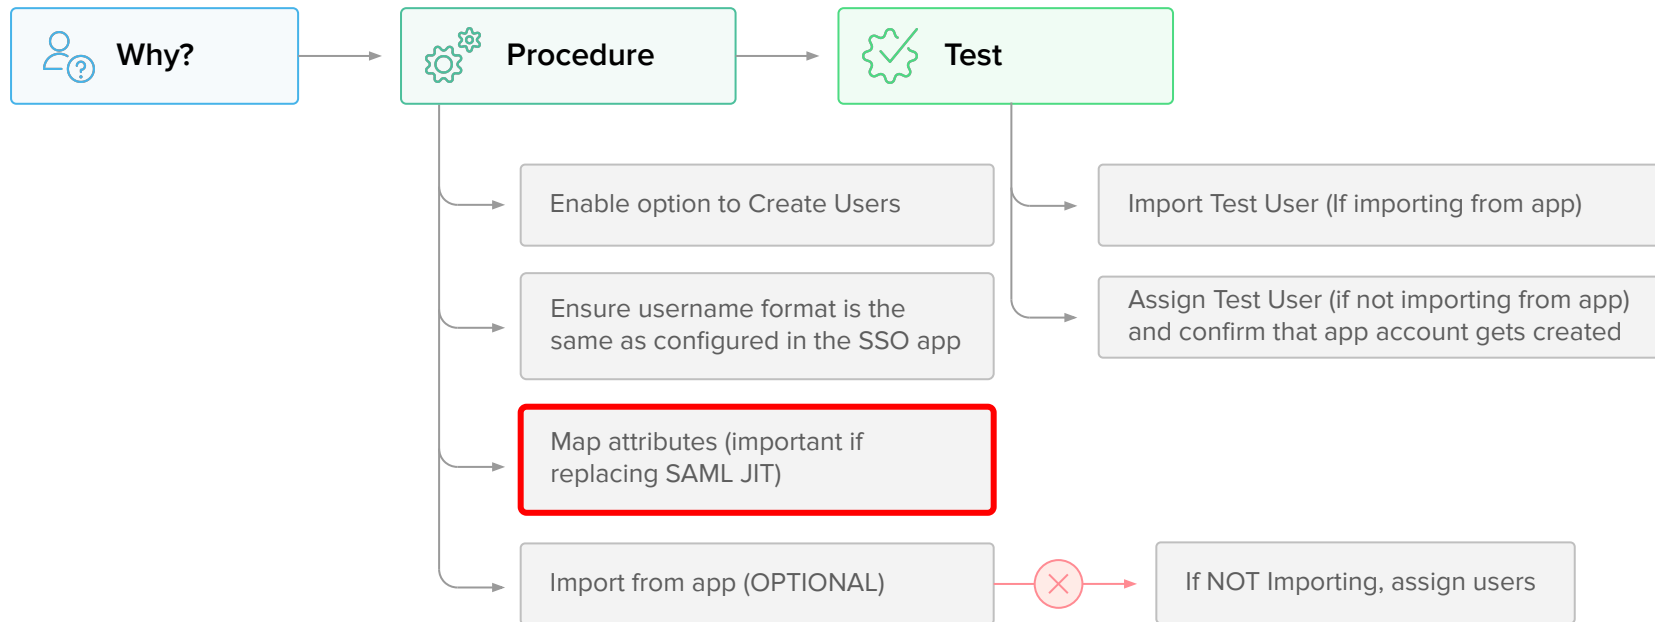 Why?
Procedure
Test
Enable option to Create Users
Ensure username format is the
same as configured in the SSO app
Map attributes (important if
replacing SAML JIT)
Import from app (OPTIONAL)
If NOT Importing, assign users
Import Test User (If importing from app)
Assign Test User (if not importing from app)
and confirm that app account gets created